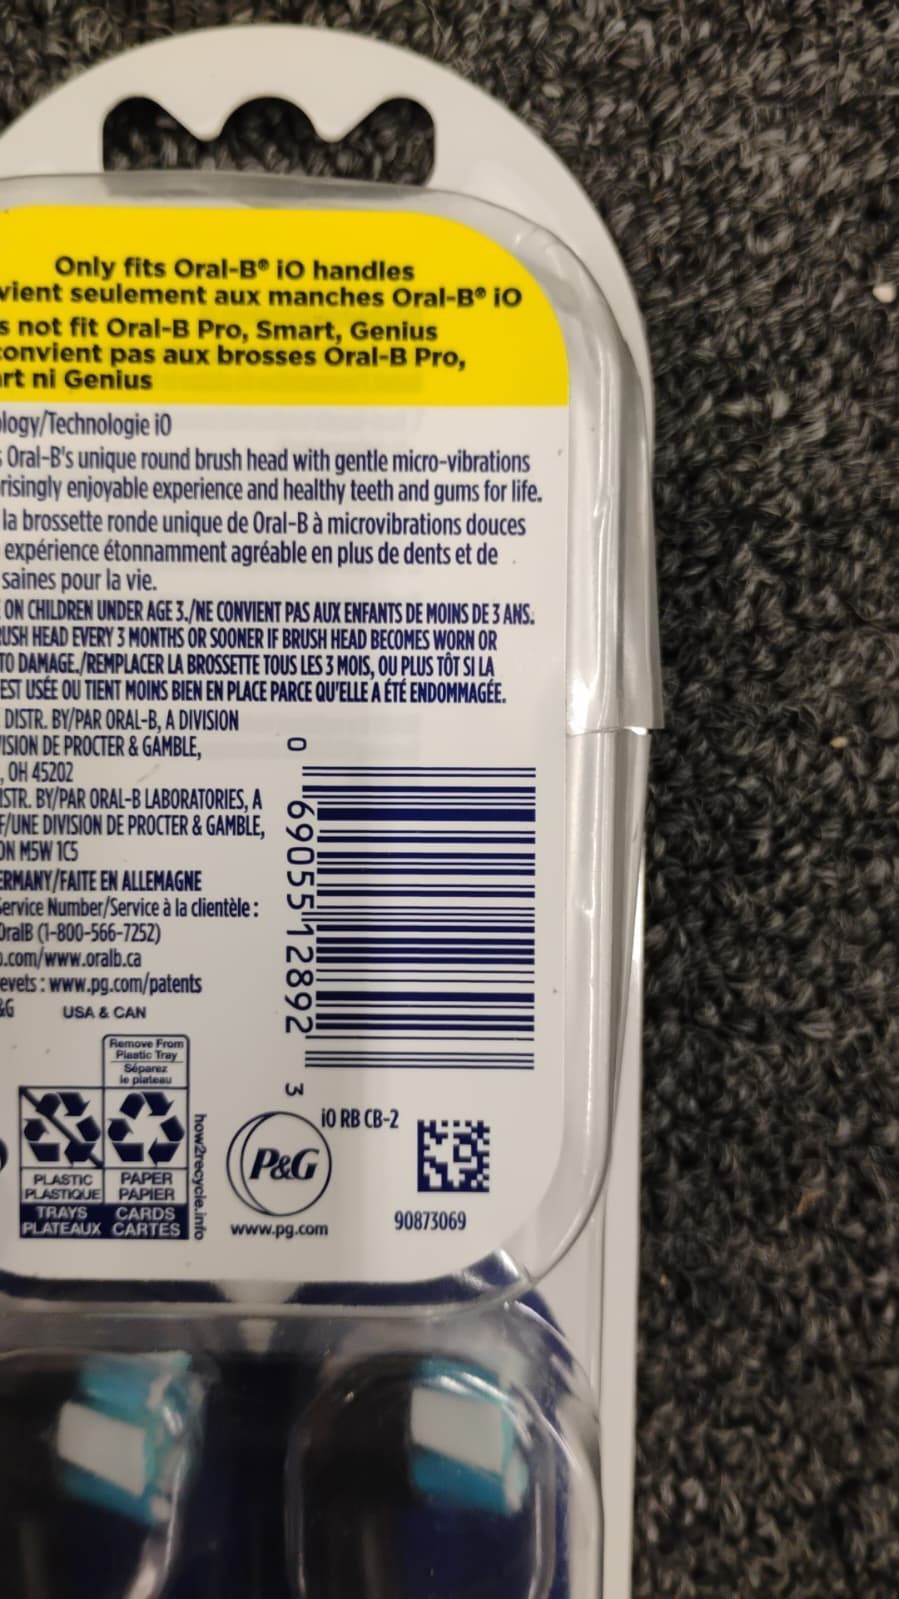 Only fits Oral-B® iO handles
vient seulement aux manches Oral-B® iO
s not fit Oral-B Pro, Smart, Genius
convient pas aux brosses Oral-B Pro,
rt ni Genius
logy/Technologie iO
Oral-B's unique round brush head with gentle micro-vibrations
risingly enjoyable experience and healthy teeth and gums for life.
la brossette ronde unique de Oral-B à microvibrations douces
expérience étonnamment agréable en plus de dents et de
saines pour la vie.
ON CHILDREN UNDER AGE 3./NE CONVIENT PAS AUX ENFANTS DE MOINS DE 3 ANS.
USH HEAD EVERY 3 MONTHS OR SOONER IF BRUSH HEAD BECOMES WORN OR
TO DAMAGE./REMPLACER LA BROSSETTE TOUS LES 3 MOIS, OU PLUS TÔT SI LA
EST USÉE OU TIENT MOINS BIEN EN PLACE PARCE QU'ELLE A ÉTÉ ENDOMMAGÉE.
DISTR. BY/PAR ORAL-B, A DIVISION
ISION DE PROCTER & GAMBLE,
, OH 45202
ISTR. BY/PAR ORAL-B LABORATORIES, A
F/UNE DIVISION DE PROCTER & GAMBLE,
ON M5W 1C5
ERMANY/FAITE EN ALLEMAGNE
Service Number/Service à la clientèle :
OralB (1-800-566-7252)
.com/www.oralb.ca
evets : www.pg.com/patents
&G USA & CAN
0 69055 12892 3
Remove From
Plastic Tray
Séparez
le plateau
PLASTIC
PLASTIQUE
TRAYS
PLATEAUX
PAPER
PAPIER
CARDS
CARTES
how2recycle.info
P&G
www.pg.com
iO RB CB-2
90873069